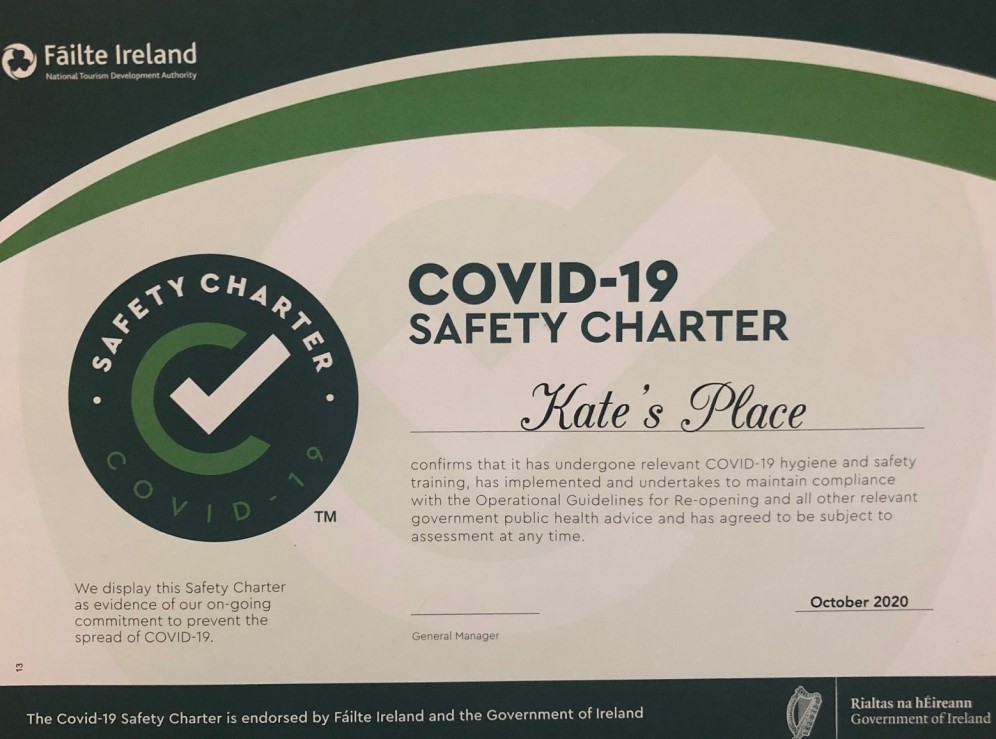 Fáilte Ireland
National Tourism Development Authority
SAFETY CHARTER
COVID-19
TM
COVID-19
SAFETY CHARTER
Kate's Place
confirms that it has undergone relevant COVID-19 hygiene and safety
training, has implemented and undertakes to maintain compliance
with the Operational Guidelines for Re-opening and all other relevant
government public health advice and has agreed to be subject to
assessment at any time.
We display this Safety Charter
as evidence of our on-going
commitment to prevent the
spread of COVID-19.
October 2020
General Manager
13
The Covid-19 Safety Charter is endorsed by Fáilte Ireland and the Government of Ireland
Rialtas na hÉireann
Government of Ireland